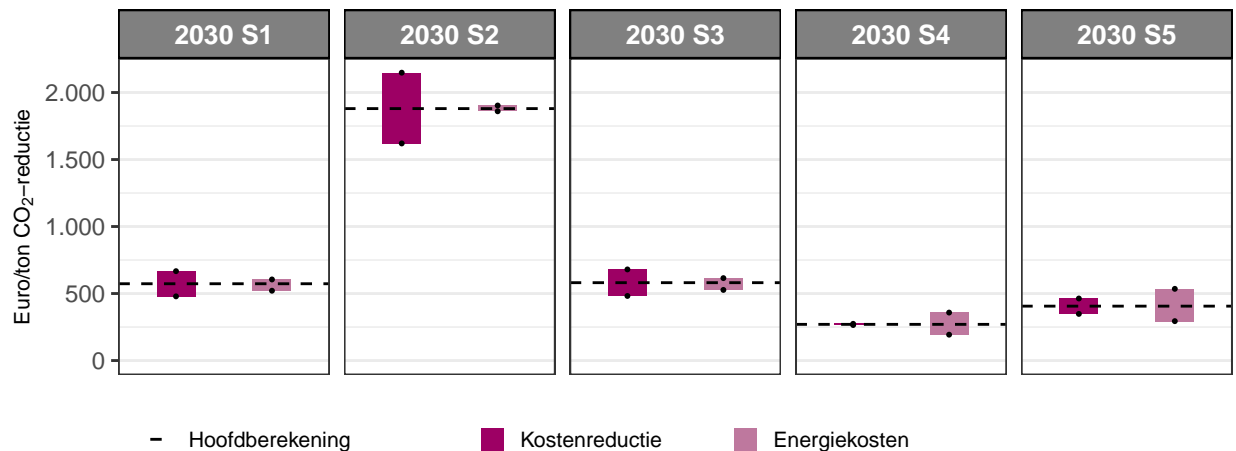 2030 S1 2030 S2 2030 S3 2030 S4 2030 S5
Euro/ton CO₂−reductie
2.000
1.500
1.000
500
0
Hoofdberekening Kostenreductie Energiekosten